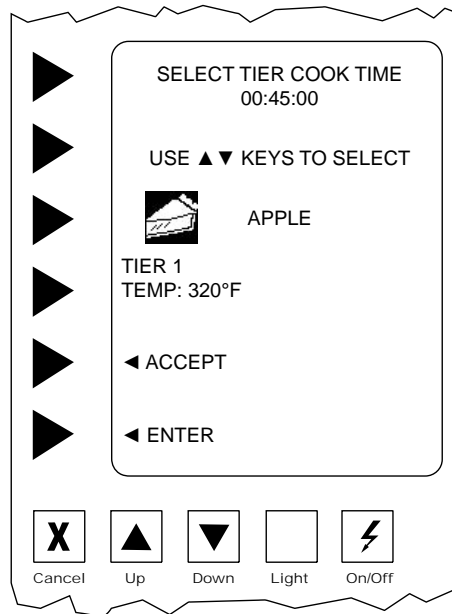 SELECT TIER COOK TIME
00:45:00
USE ▲▼ KEYS TO SELECT
APPLE
TIER 1
TEMP: 320°F
◄ ACCEPT
◄ ENTER
X
Cancel Up Down Light On/Off